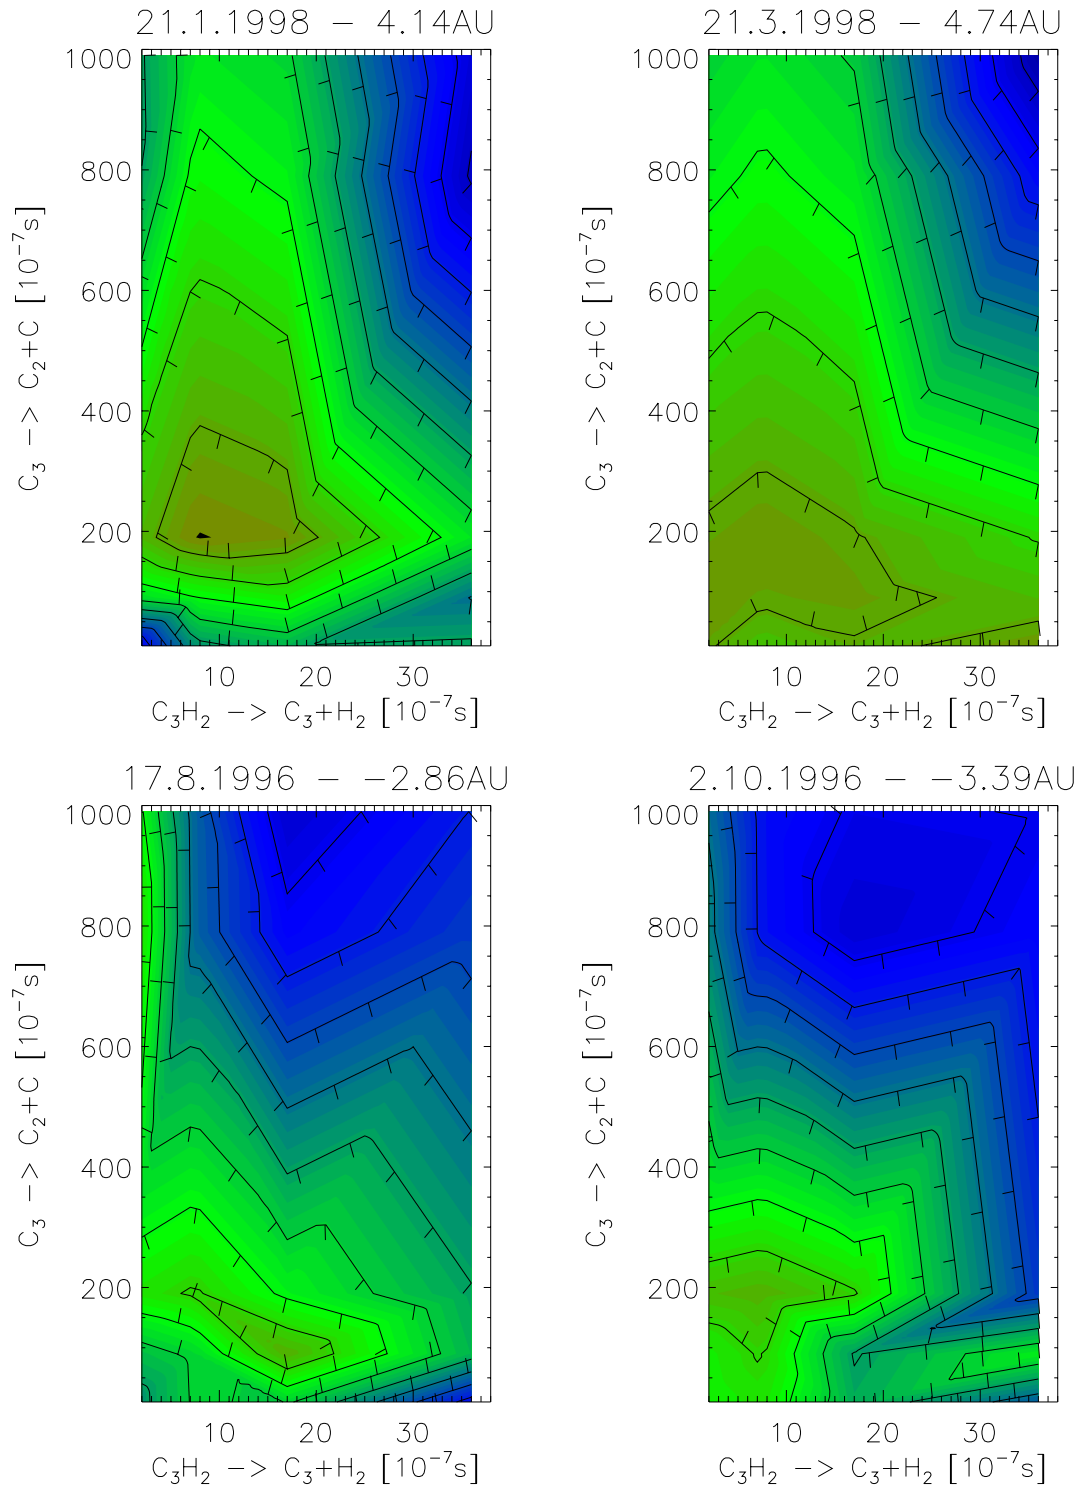 21.1.1998 - 4.14AU
1000
800
600
400
200
C₃ -> C₂+C [10⁻⁷s]
10 20 30
C₃H₂ -> C₃+H₂ [10⁻⁷s]
21.3.1998 - 4.74AU
1000
800
600
400
200
C₃ -> C₂+C [10⁻⁷s]
10 20 30
C₃H₂ -> C₃+H₂ [10⁻⁷s]
17.8.1996 - -2.86AU
1000
800
600
400
200
C₃ -> C₂+C [10⁻⁷s]
10 20 30
C₃H₂ -> C₃+H₂ [10⁻⁷s]
2.10.1996 - -3.39AU
1000
800
600
400
200
C₃ -> C₂+C [10⁻⁷s]
10 20 30
C₃H₂ -> C₃+H₂ [10⁻⁷s]